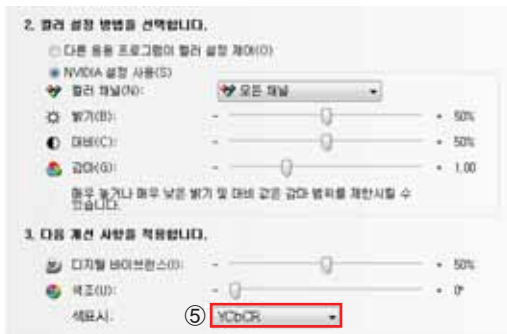 2. 컬러 설정 방법을 선택합니다.
다른 응용 프로그램이 컬러 설정 제어(O)
NVIDIA 설정 사용(S)
컬러 채널(N): 모든 채널
밝기(B): - + 50%
대비(C): - + 50%
감마(G): - + 1.00
매우 높거나 매우 낮은 밝기 및 대비 값은 감마 범위를 제한시킬 수
있습니다.
3. 다음 개선 사항을 적용합니다.
디지털 바이브런스(I): - + 50%
색조(U): - + 0°
색표시: ⑤ YCbCR